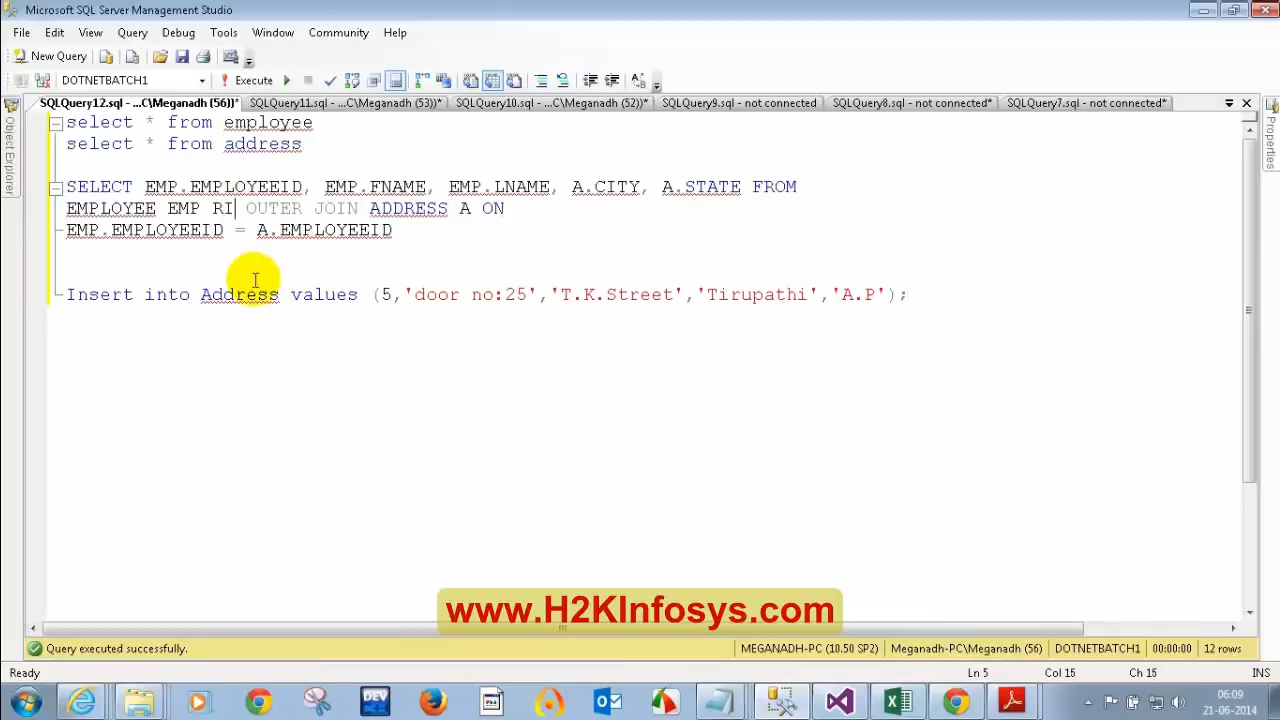 Microsoft SQL Server Management Studio
File Edit View Query Debug Tools Window Community Help
New Query
DOTNETBATCH1 Execute
SQLQuery12.sql - ...C\Meganadh (56))* SQLQuery11.sql - ...C\Meganadh (53))* SQLQuery10.sql - ...C\Meganadh (52))* SQLQuery9.sql - not connected SQLQuery8.sql - not connected* SQLQuery7.sql - not connected*
Object Explorer
Properties
select * from employee
select * from address
SELECT EMP.EMPLOYEEID, EMP.FNAME, EMP.LNAME, A.CITY, A.STATE FROM
EMPLOYEE EMP RI OUTER JOIN ADDRESS A ON
EMP.EMPLOYEEID = A.EMPLOYEEID
Insert into Address values (5,'door no:25','T.K.Street','Tirupathi','A.P');
www.H2KInfosys.com
Query executed successfully. MEGANADH-PC (10.50 SP2) Meganadh-PC\Meganadh (56) DOTNETBATCH1 00:00:00 12 rows
Ready Ln 5 Col 15 Ch 15 INS
DEV
06:09
21-06-2014